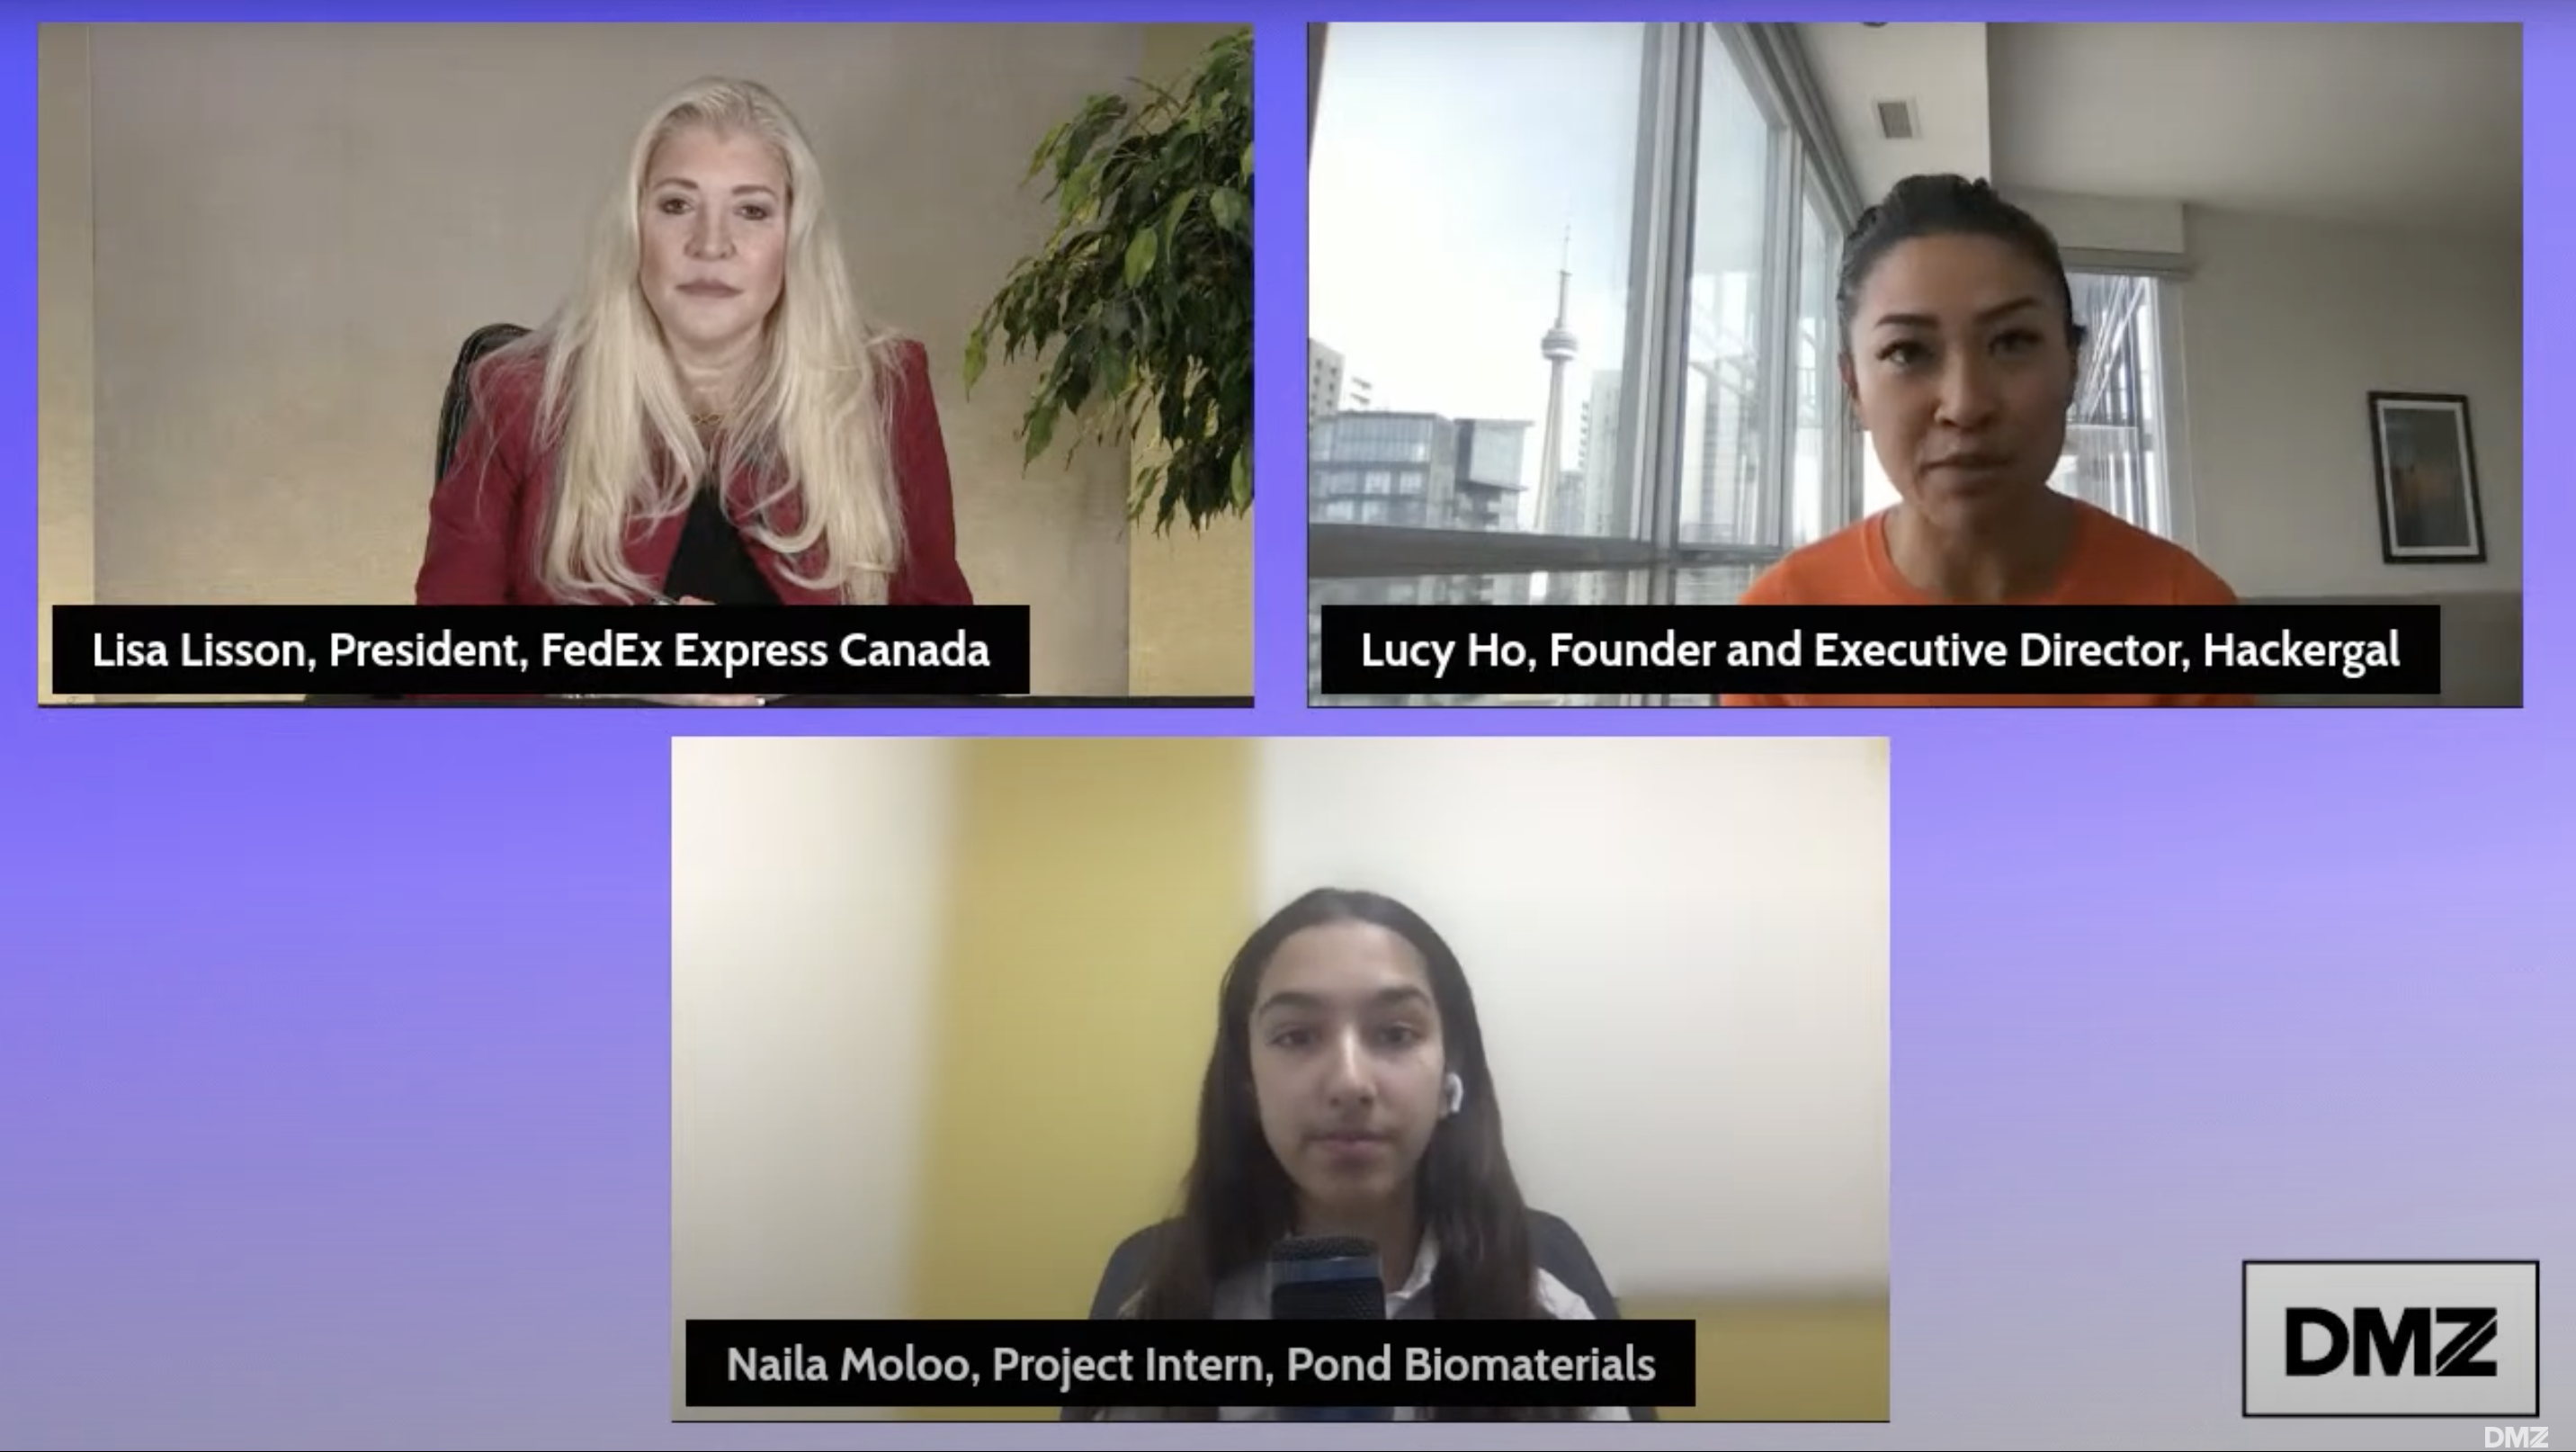 Lisa Lisson, President, FedEx Express Canada
Lucy Ho, Founder and Executive Director, Hackergal
Naila Moloo, Project Intern, Pond Biomaterials
DMZ
DMZ